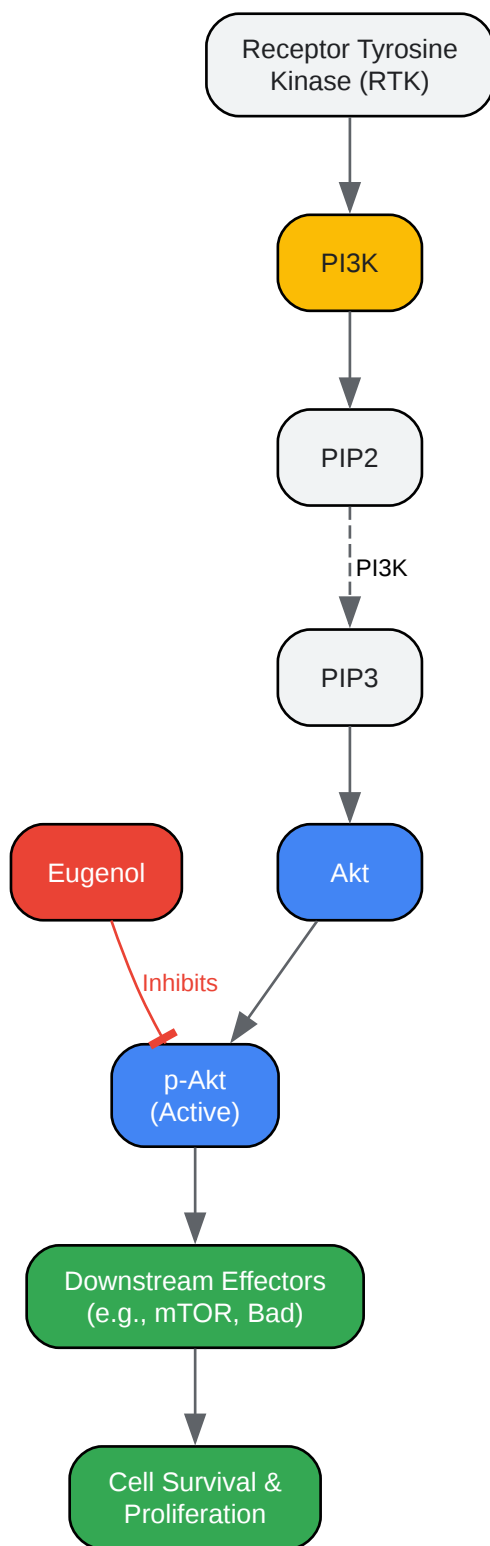 Receptor Tyrosine
Kinase (RTK)
PI3K
PIP2
PI3K
PIP3
Eugenol
Akt
Inhibits
p-Akt
(Active)
Downstream Effectors
(e.g., mTOR, Bad)
Cell Survival &
Proliferation